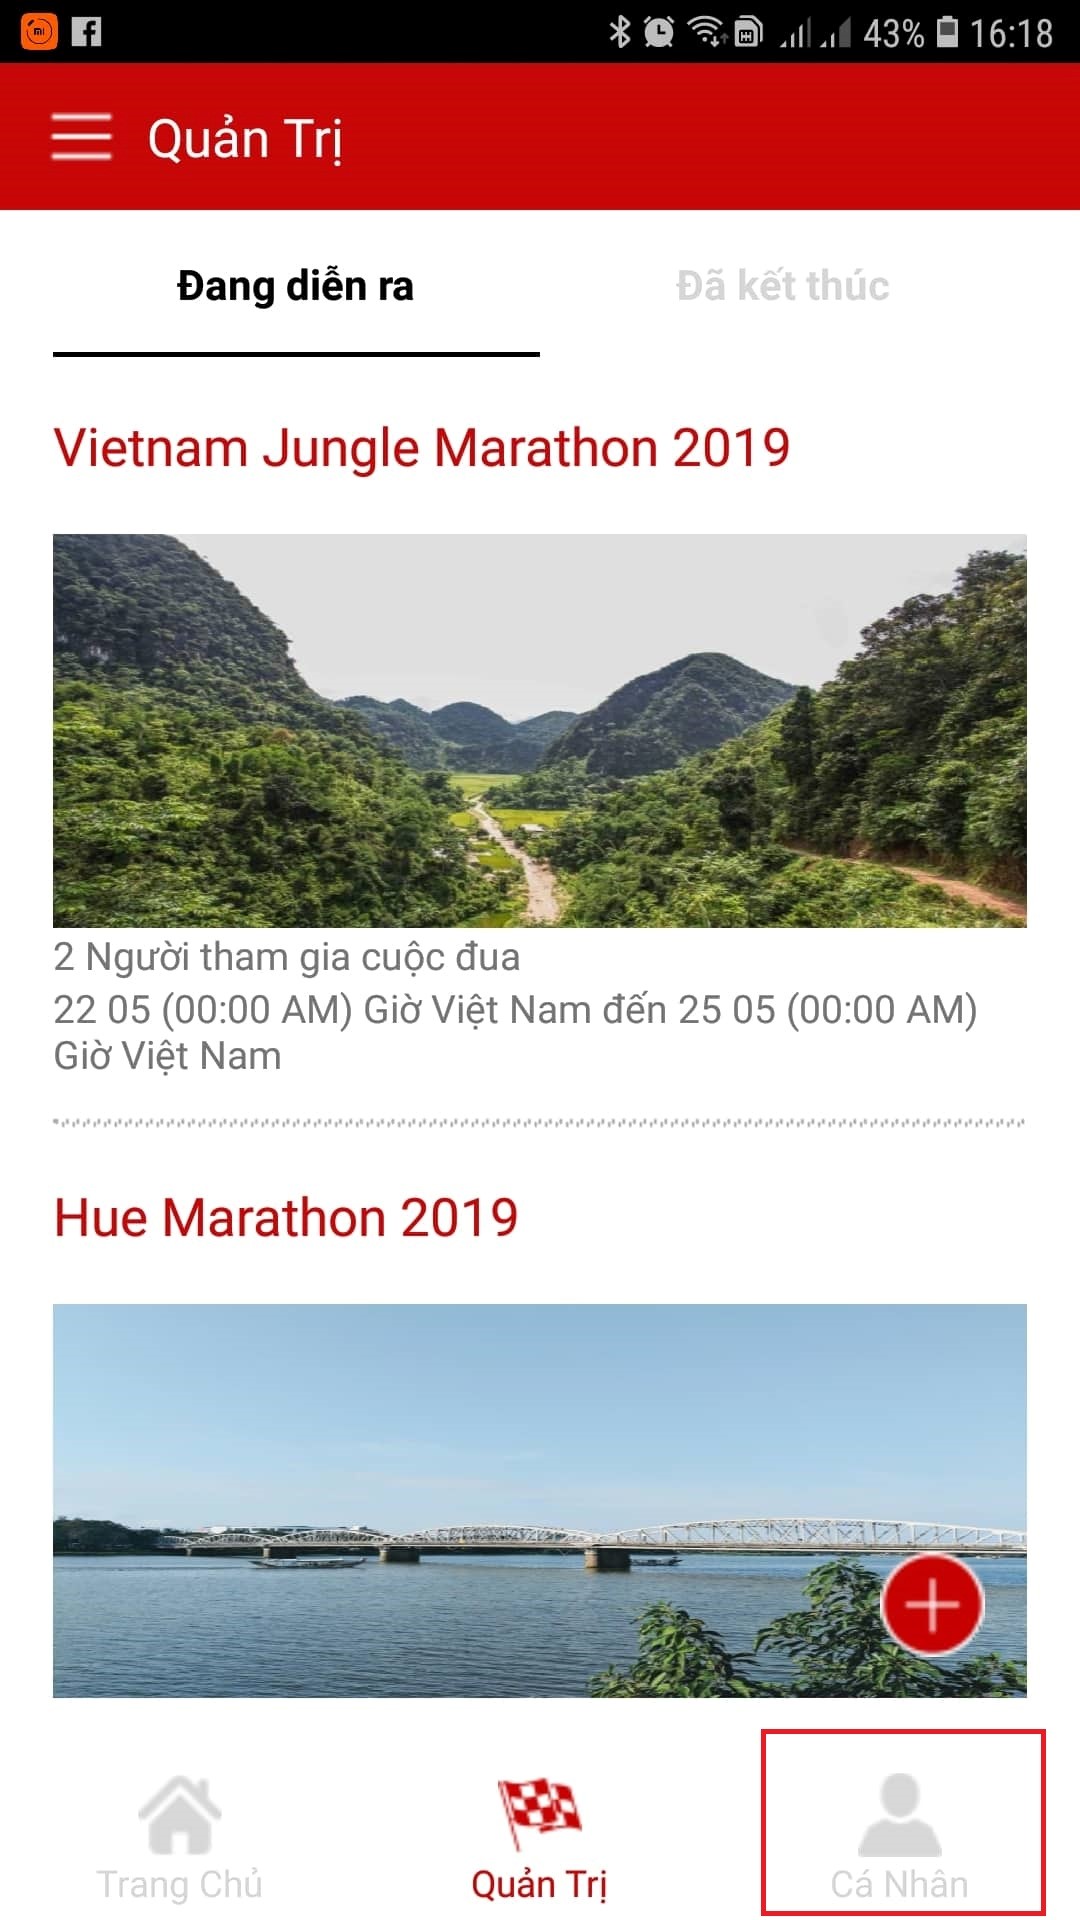 43% 16:18
Quản Trị
Đang diễn ra Đã kết thúc
Vietnam Jungle Marathon 2019
2 Người tham gia cuộc đua
22 05 (00:00 AM) Giờ Việt Nam đến 25 05 (00:00 AM)
Giờ Việt Nam
Hue Marathon 2019
Trang Chủ Quản Trị Cá Nhân